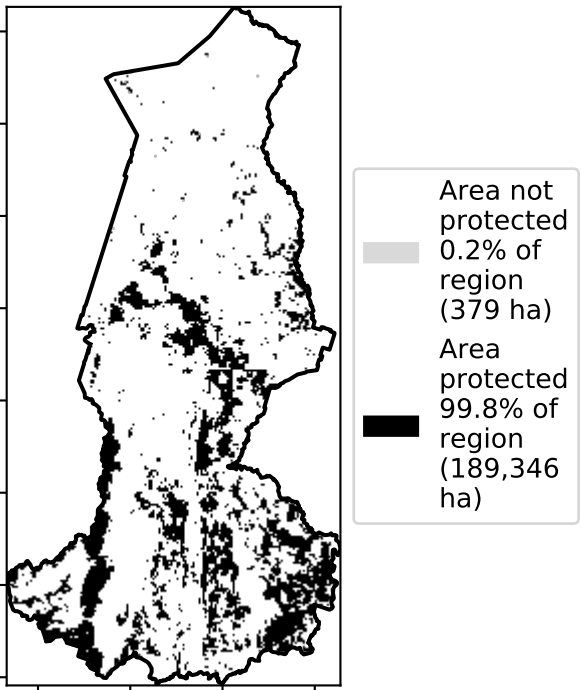 Area not
protected
0.2% of
region
(379 ha)
Area
protected
99.8% of
region
(189,346
ha)